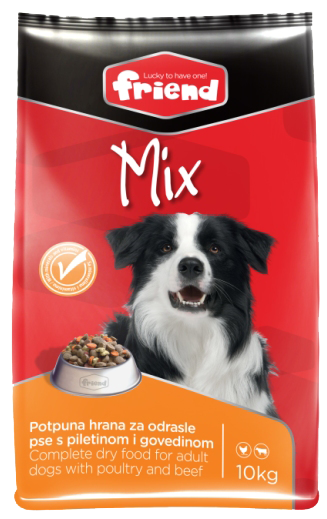 Lucky to have one!
friend
Mix
friend
Potpuna hrana za odrasle
pse s piletinom i govedinom
Complete dry food for adult
dogs with poultry and beef
10kg